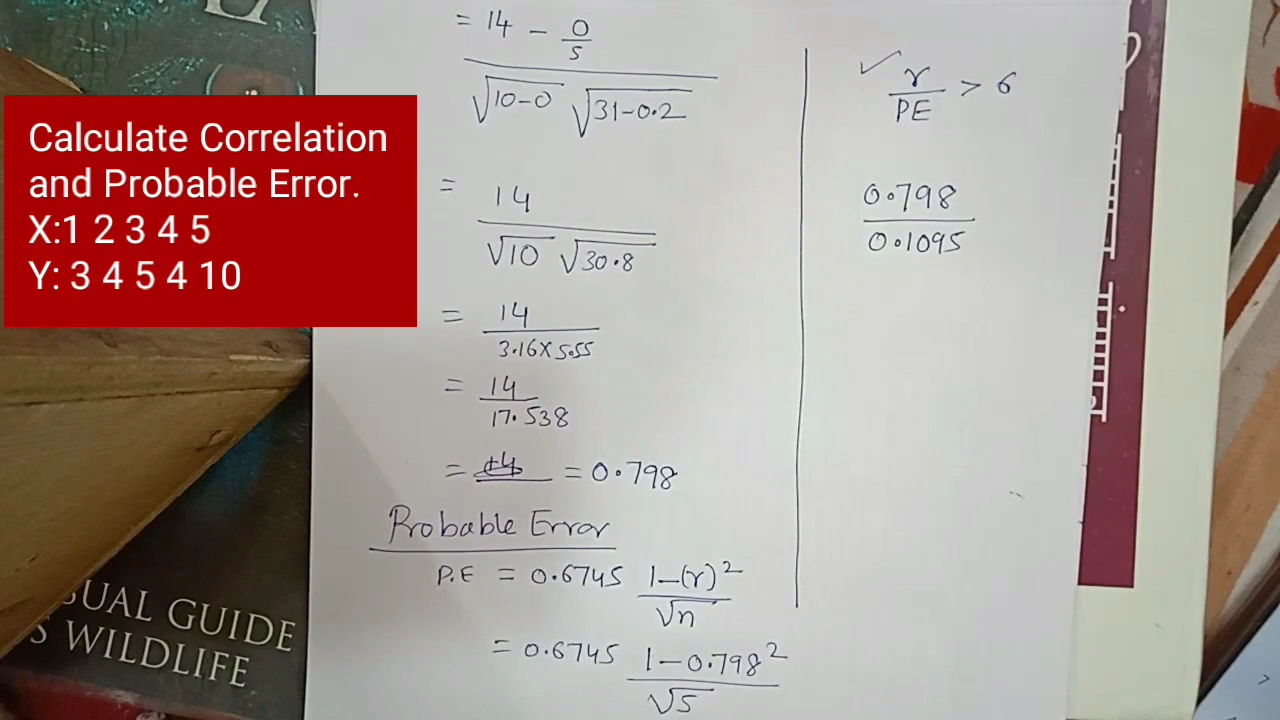 Calculate Correlation
and Probable Error.
X:1 2 3 4 5
Y: 3 4 5 4 10
= 14 - 0/5
√10-0 √31-0.2
= 14
√10 √30.8
= 14
3.16×5.55
= 14
17.538
= = 0.798
Probable Error
P.E = 0.6745 1-(r)²
√n
= 0.6745 1-0.798²
√5
✓ r
PE > 6
0.798
0.1095
SUAL GUIDE
S WILDLIFE